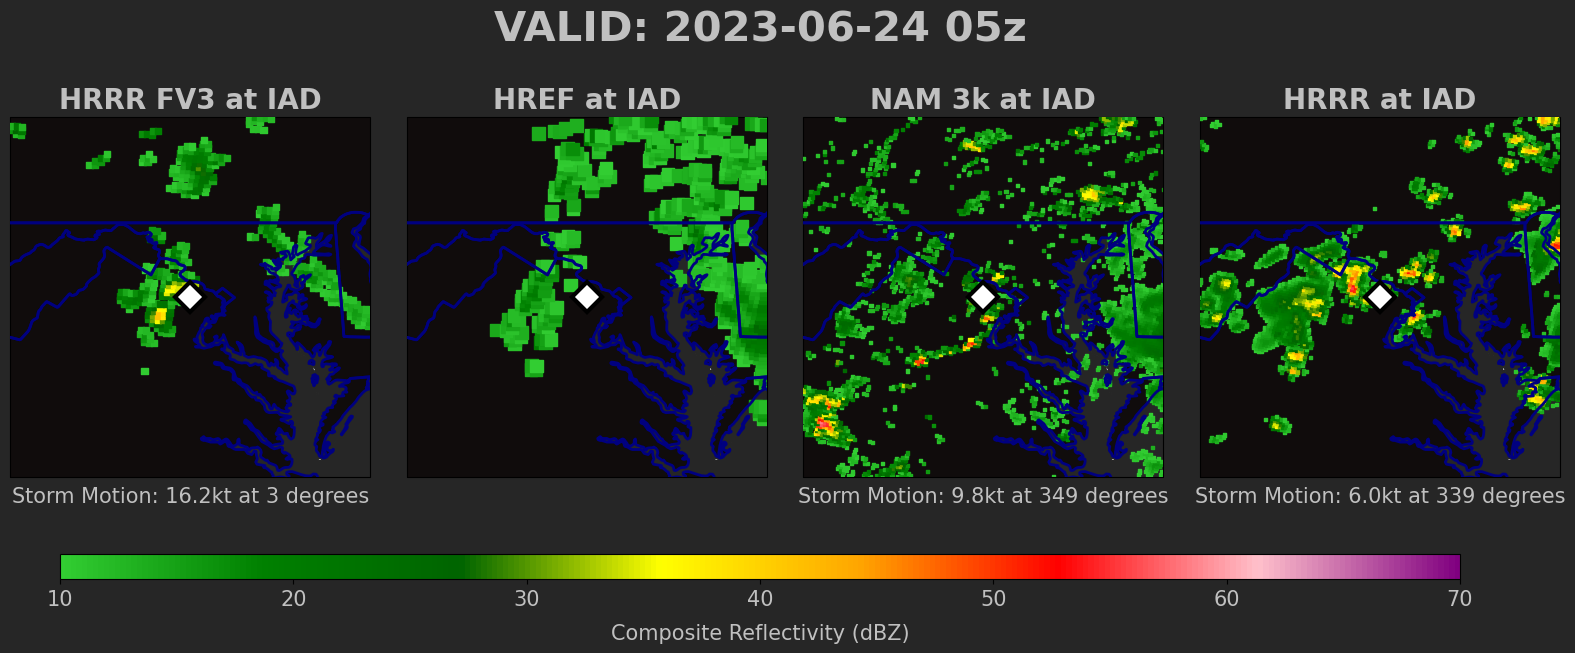 VALID: 2023-06-24 05z
HRRR FV3 at IAD
HREF at IAD
NAM 3k at IAD
HRRR at IAD
Storm Motion: 16.2kt at 3 degrees
Storm Motion: 9.8kt at 349 degrees
Storm Motion: 6.0kt at 339 degrees
10 20 30 40 50 60 70
Composite Reflectivity (dBZ)